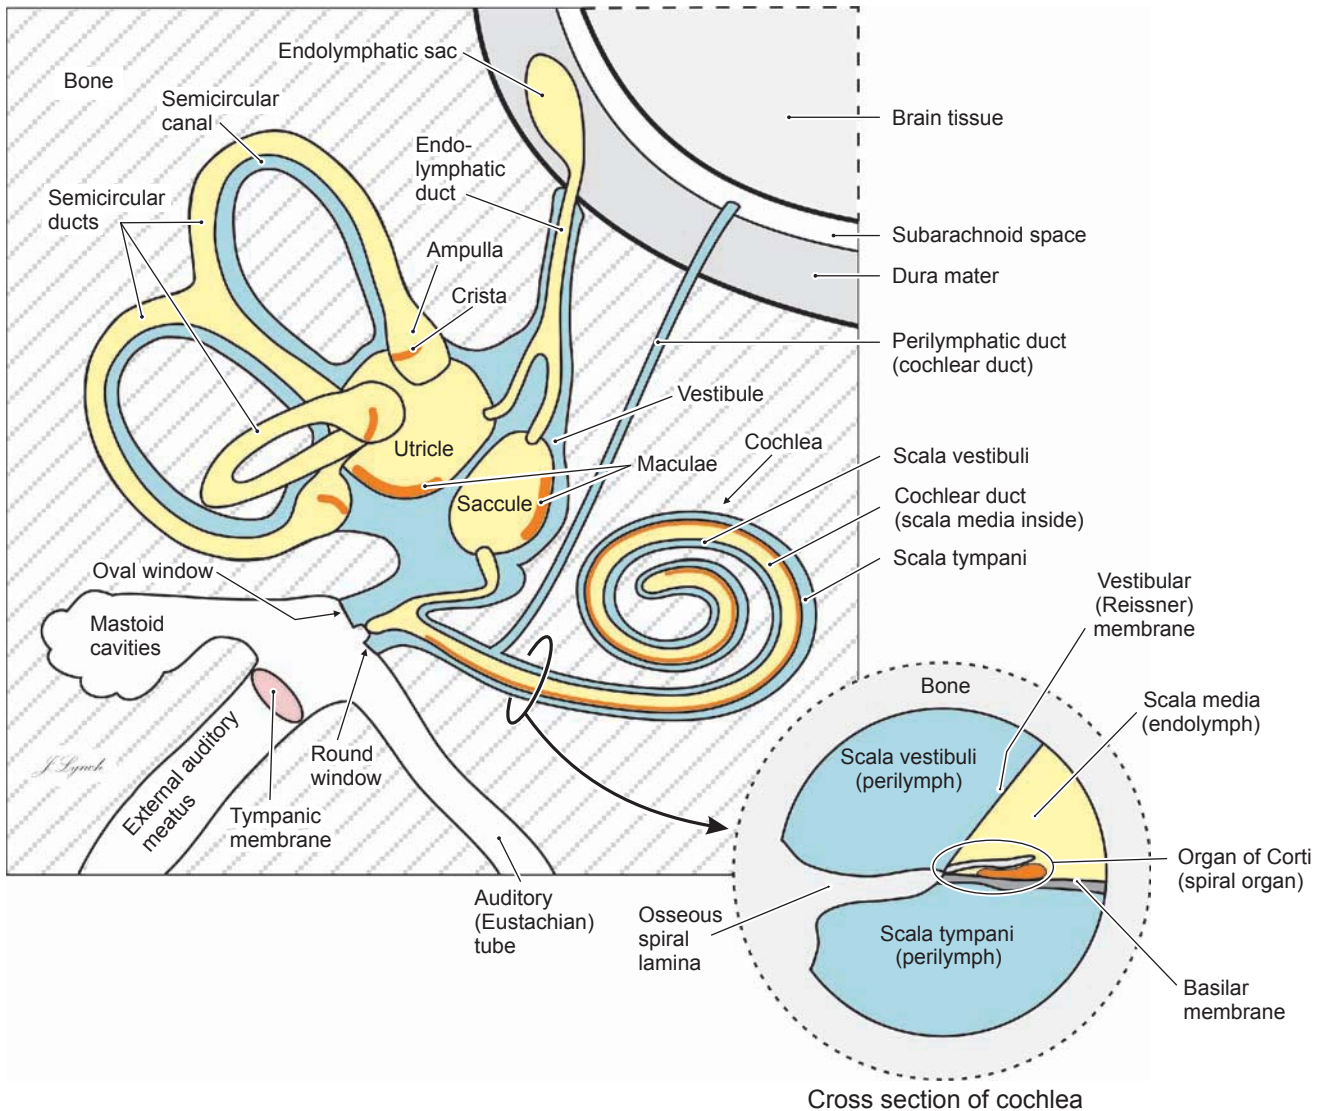 Endolymphatic sac
Bone
Semicircular
canal
Brain tissue
Endo-
lymphatic
duct
Semicircular
ducts
Subarachnoid space
Ampulla
Dura mater
Crista
Perilymphatic duct
(cochlear duct)
Vestibule
Cochlea
Utricle
Scala vestibuli
Maculae
Saccule
Cochlear duct
(scala media inside)
Scala tympani
Oval window
Vestibular
(Reissner)
membrane
Mastoid
cavities
Bone
Scala media
(endolymph)
J Lynch
External auditory
meatus
Round
window
Scala vestibuli
(perilymph)
Tympanic
membrane
Organ of Corti
(spiral organ)
Auditory
(Eustachian)
tube
Osseous
spiral
lamina
Scala tympani
(perilymph)
Basilar
membrane
Cross section of cochlea